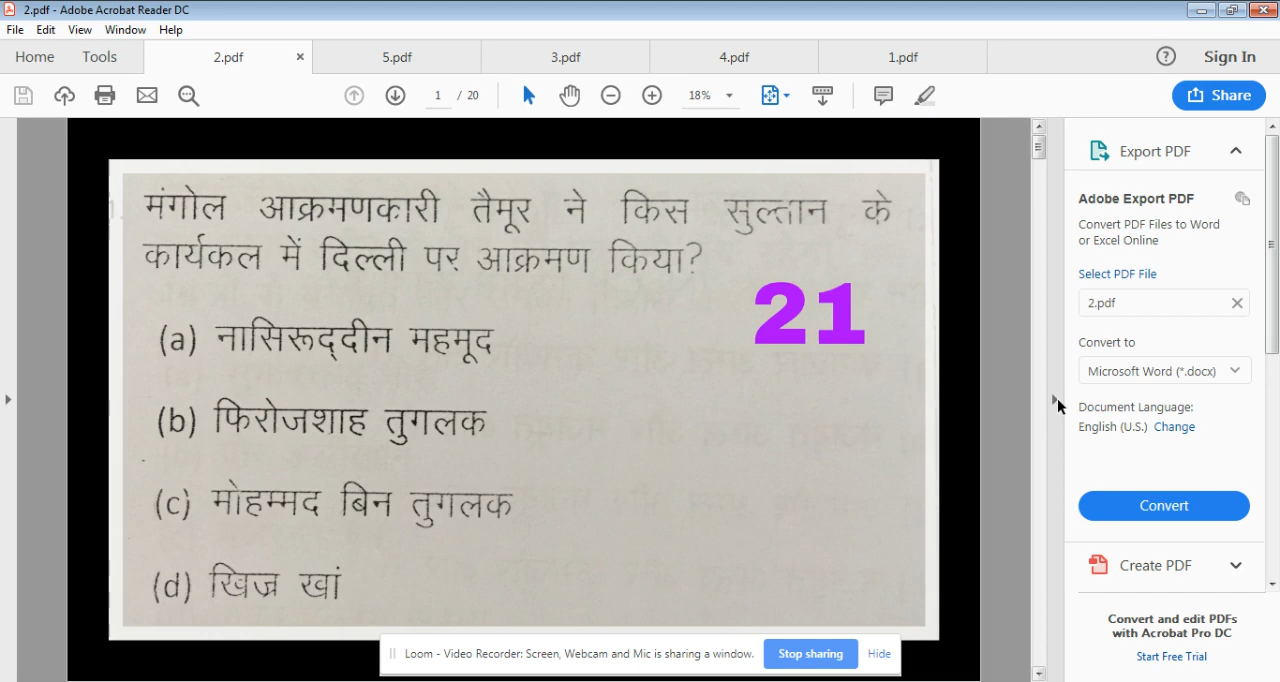 2.pdf - Adobe Acrobat Reader DC
File Edit View Window Help
Home Tools 2.pdf × 5.pdf 3.pdf 4.pdf 1.pdf ? Sign In
1 / 20 18% Share
मंगोल आक्रमणकारी तैमूर ने किस सुल्तान के
कार्यकल में दिल्ली पर आक्रमण किया?
21
(a) नासिरूद्दीन महमूद
(b) फिरोजशाह तुगलक
(c) मोहम्मद बिन तुगलक
(d) खिज्र खां
Export PDF
Adobe Export PDF
Convert PDF Files to Word
or Excel Online
Select PDF File
2.pdf
Convert to
Microsoft Word (*.docx)
Document Language:
English (U.S.) Change
Convert
Create PDF
Convert and edit PDFs
with Acrobat Pro DC
Start Free Trial
Loom - Video Recorder: Screen, Webcam and Mic is sharing a window. Stop sharing Hide